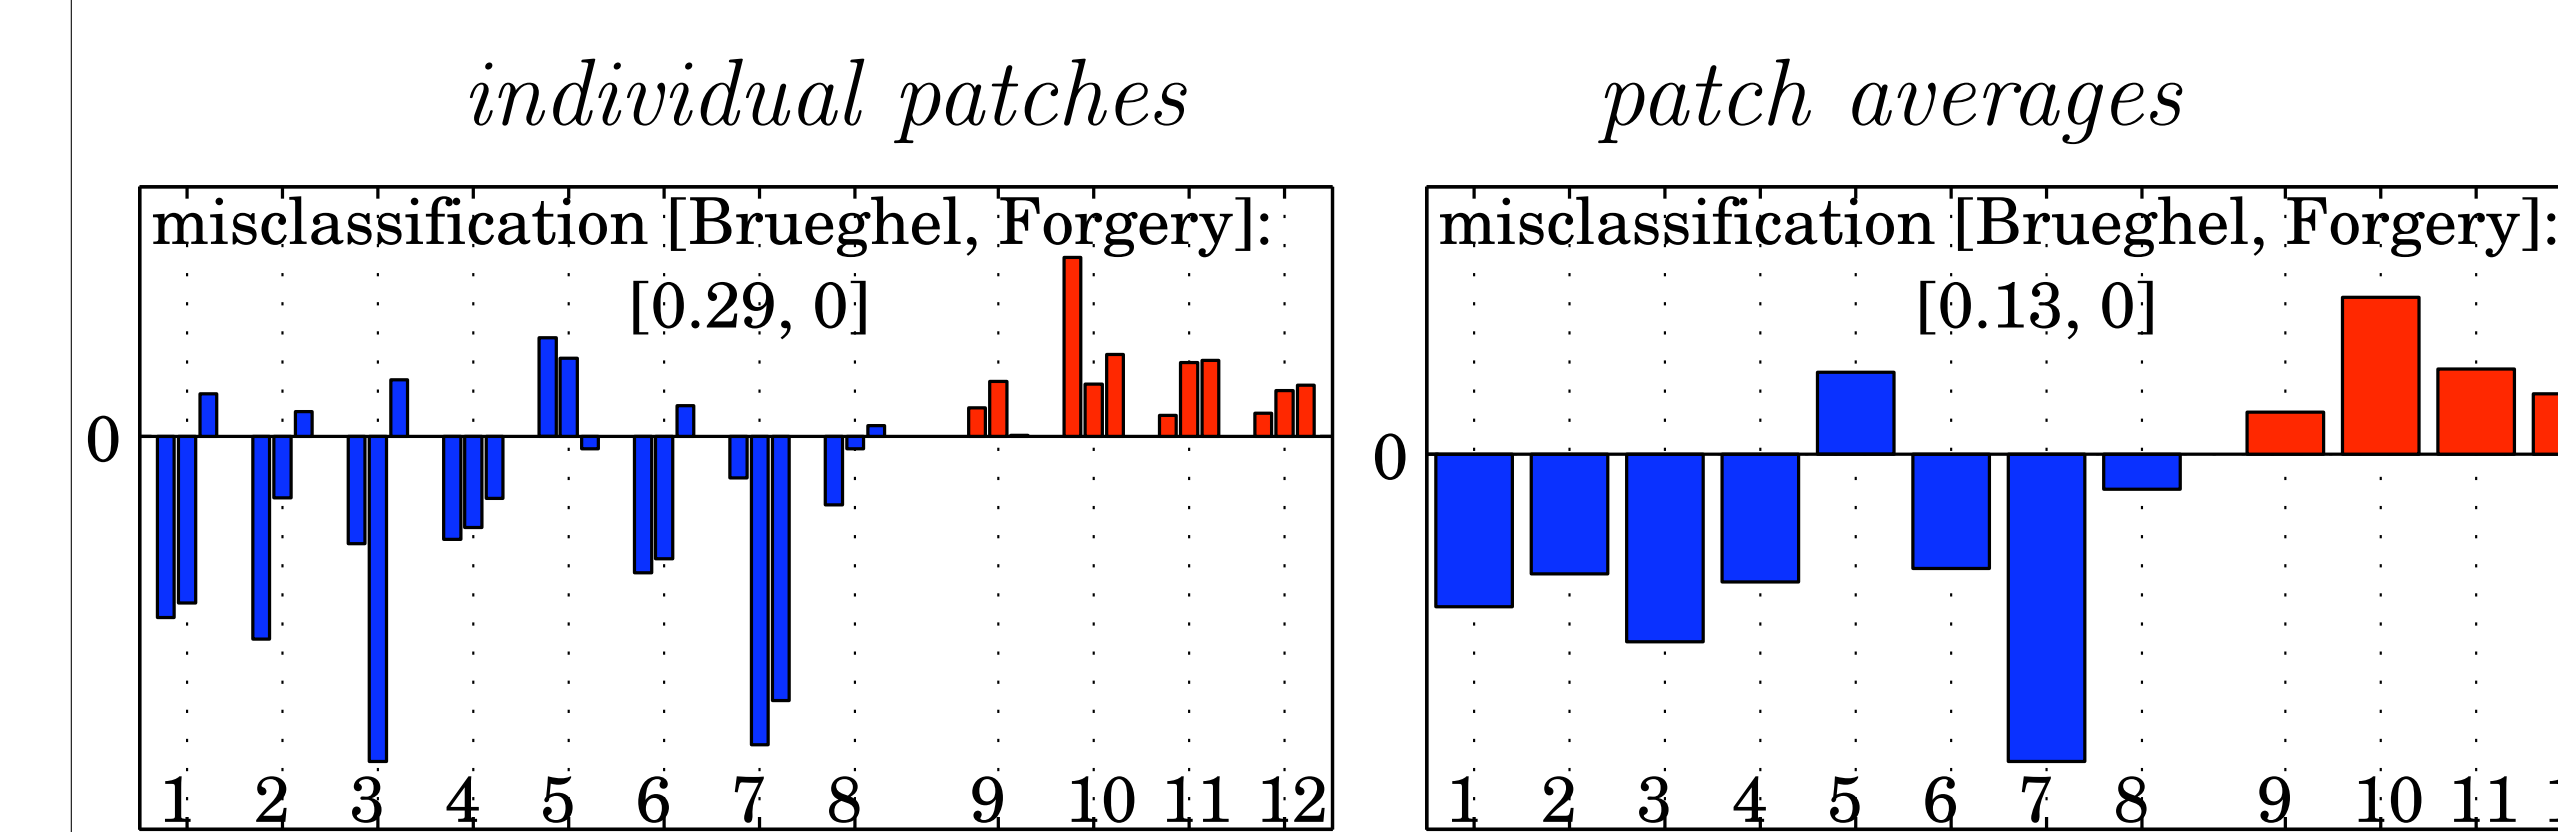 individual patches
misclassification [Brueghel, Forgery]:
[0.29, 0]
0
1 2 3 4 5 6 7 8 9 10 11 12
patch averages
misclassification [Brueghel, Forgery]:
[0.13, 0]
0
1 2 3 4 5 6 7 8 9 10 11